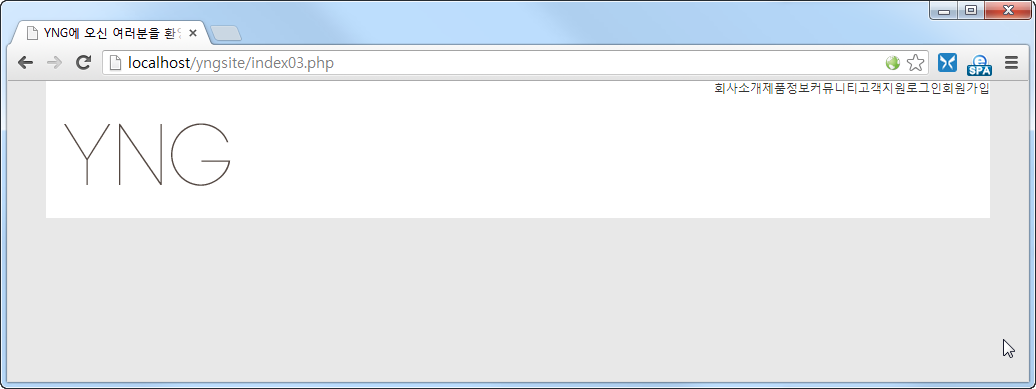 YNG에 오신 여러분을 환
localhost/yngsite/index03.php
SPA
회사소개제품정보커뮤니티고객지원로그인회원가입
YNG